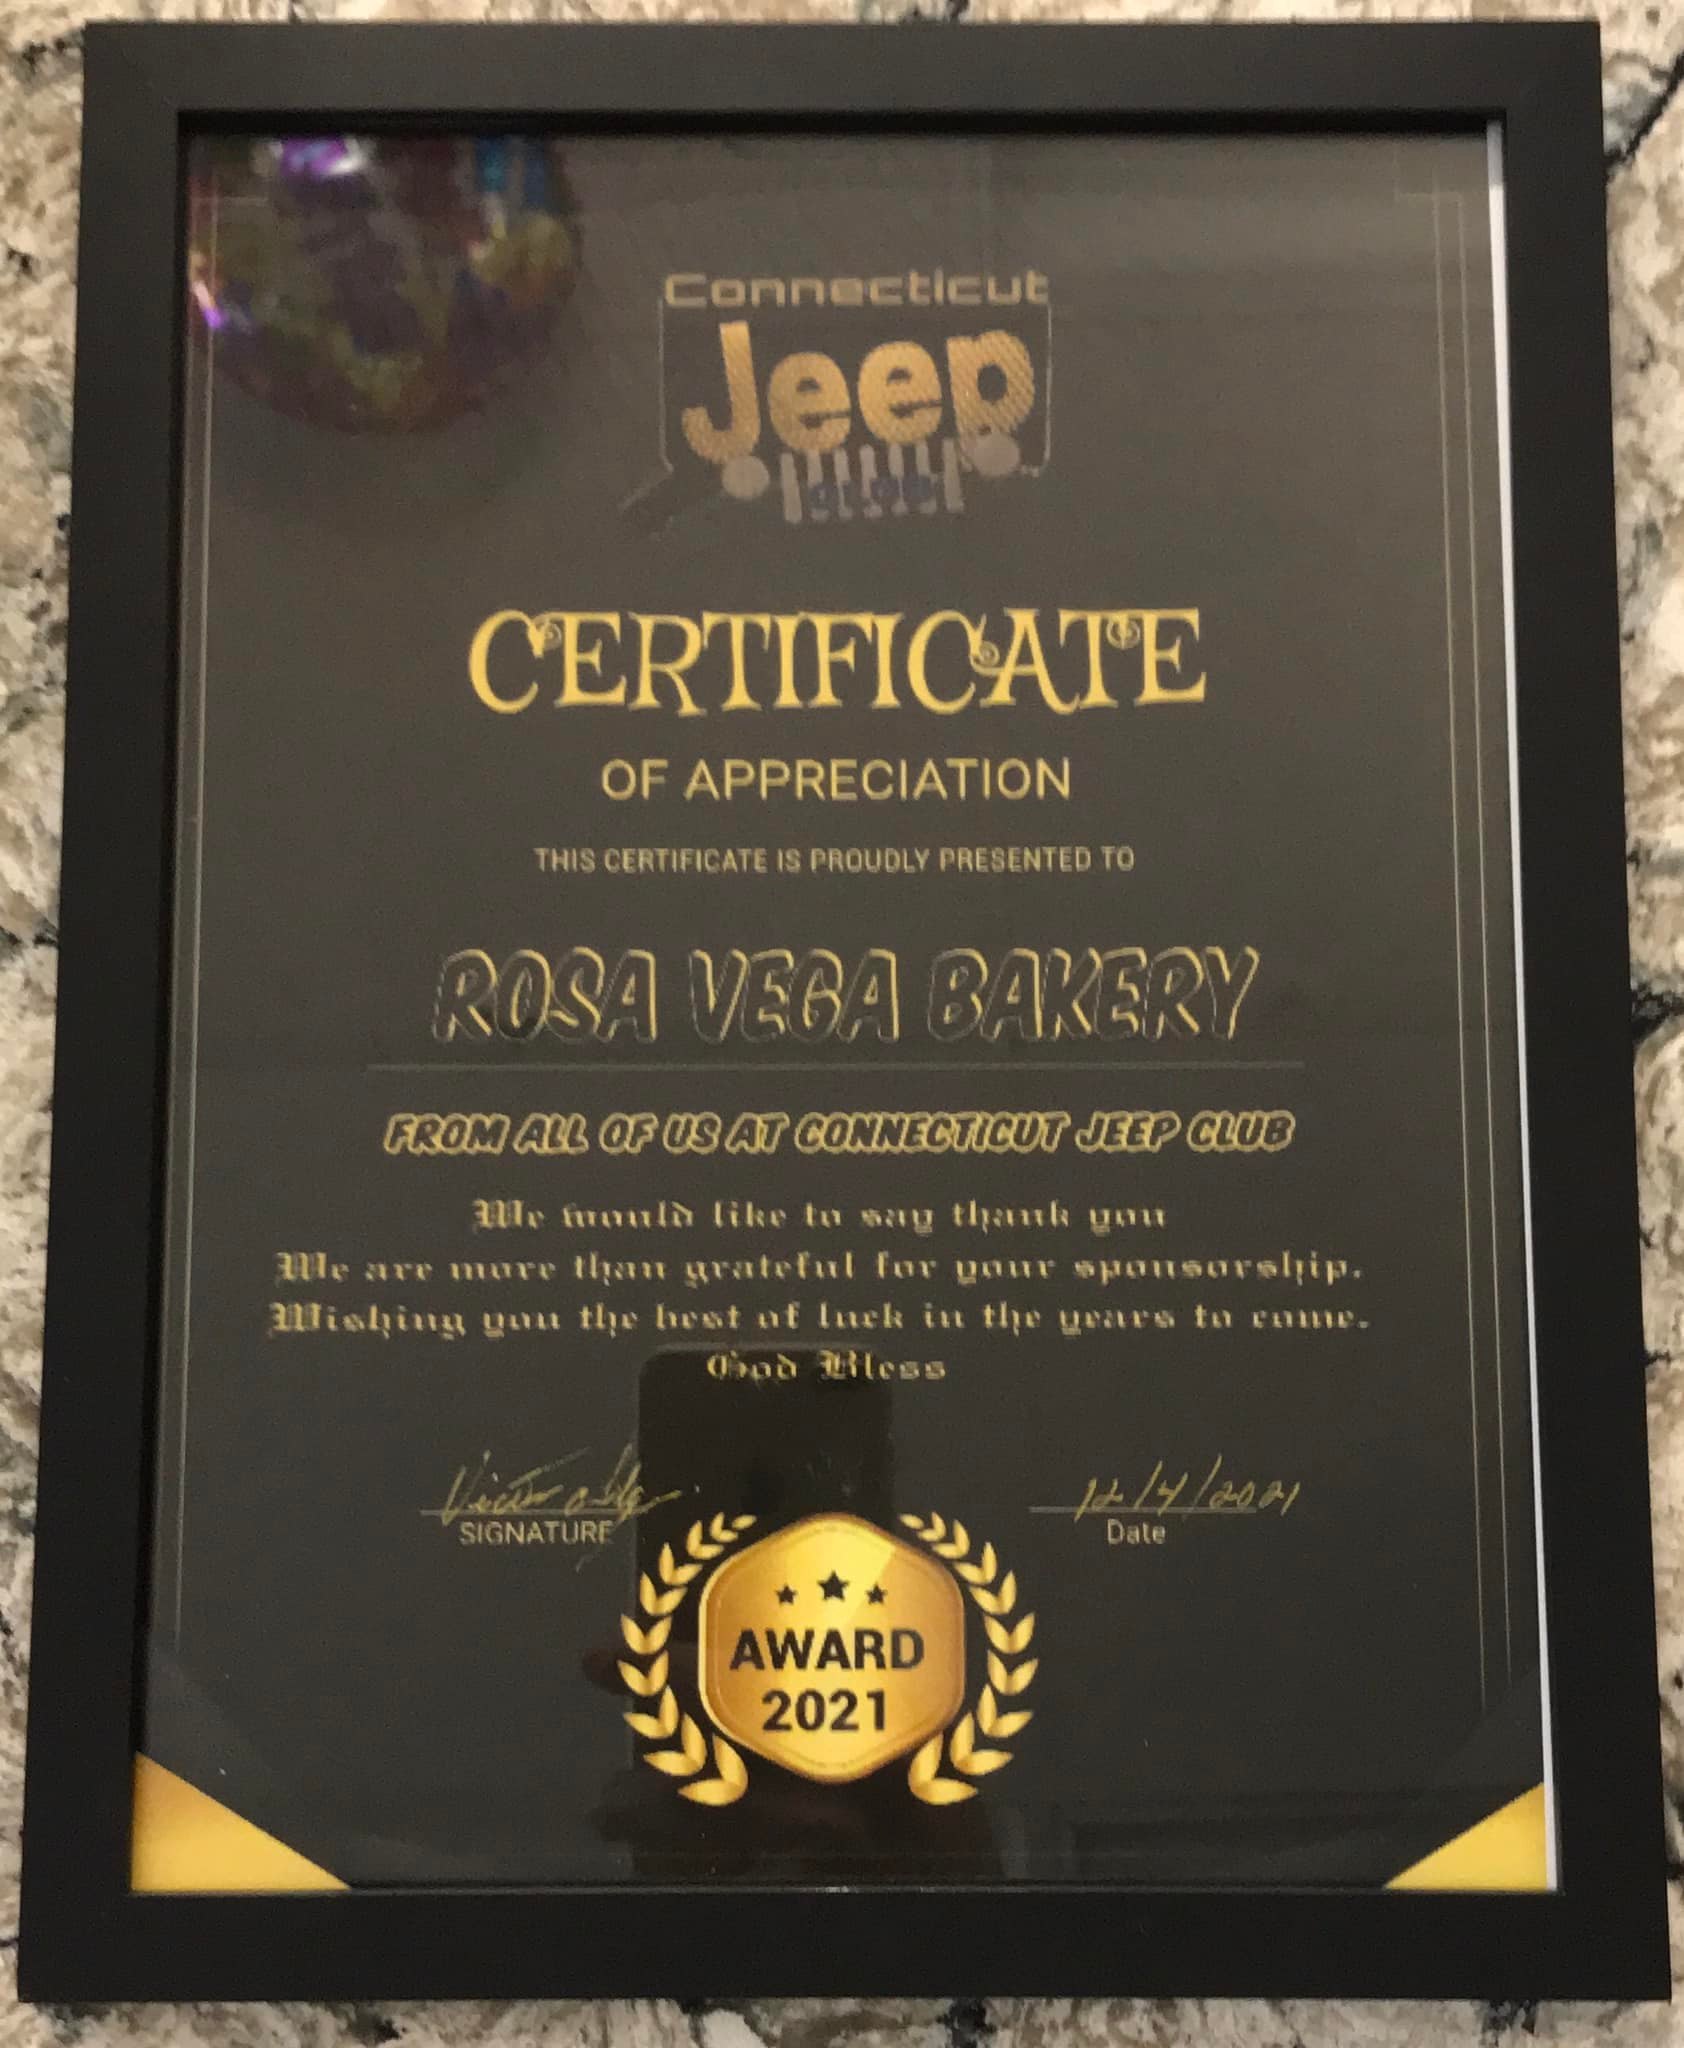 Connecticut
Jeep
CLUB
CERTIFICATE
OF APPRECIATION
THIS CERTIFICATE IS PROUDLY PRESENTED TO
ROSA VEGA BAKERY
FROM ALL OF US AT CONNECTICUT JEEP CLUB
We would like to say thank you
We are more than grateful for your sponsorship.
Wishing you the best of luck in the years to come.
God Bless
12/4/2021
SIGNATURE
Date
AWARD
2021